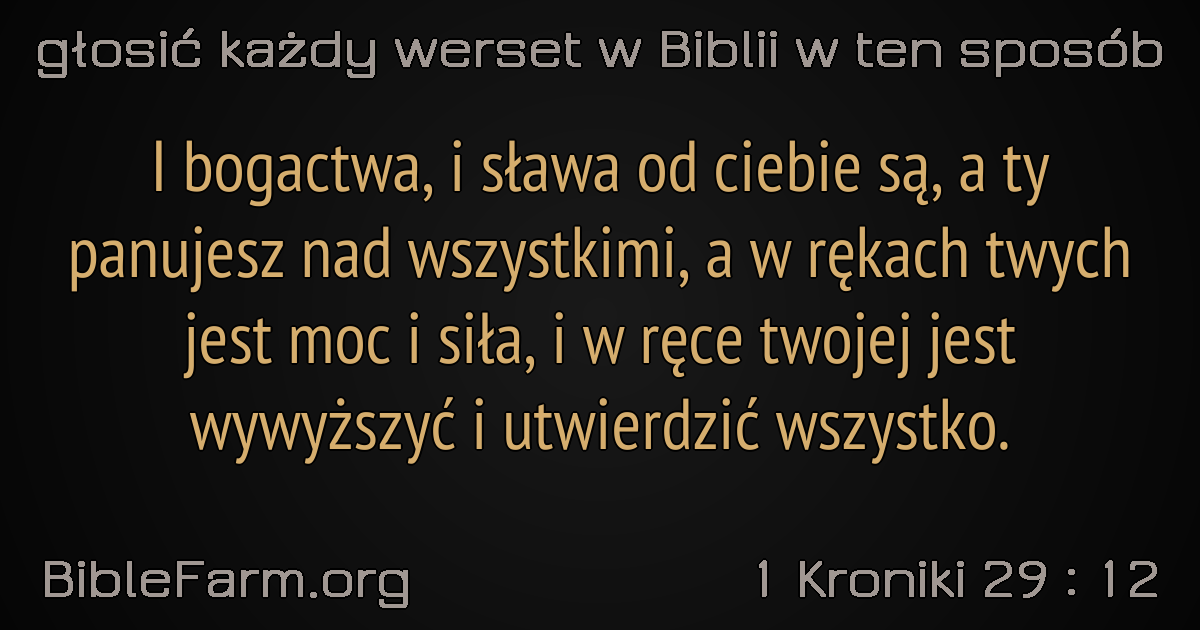 głosić każdy werset w Biblii w ten sposób
I bogactwa, i sława od ciebie są, a ty
panujesz nad wszystkimi, a w rękach twych
jest moc i siła, i w ręce twojej jest
wywyższyć i utwierdzić wszystko.
BibleFarm.org
1 Kroniki 29 : 12